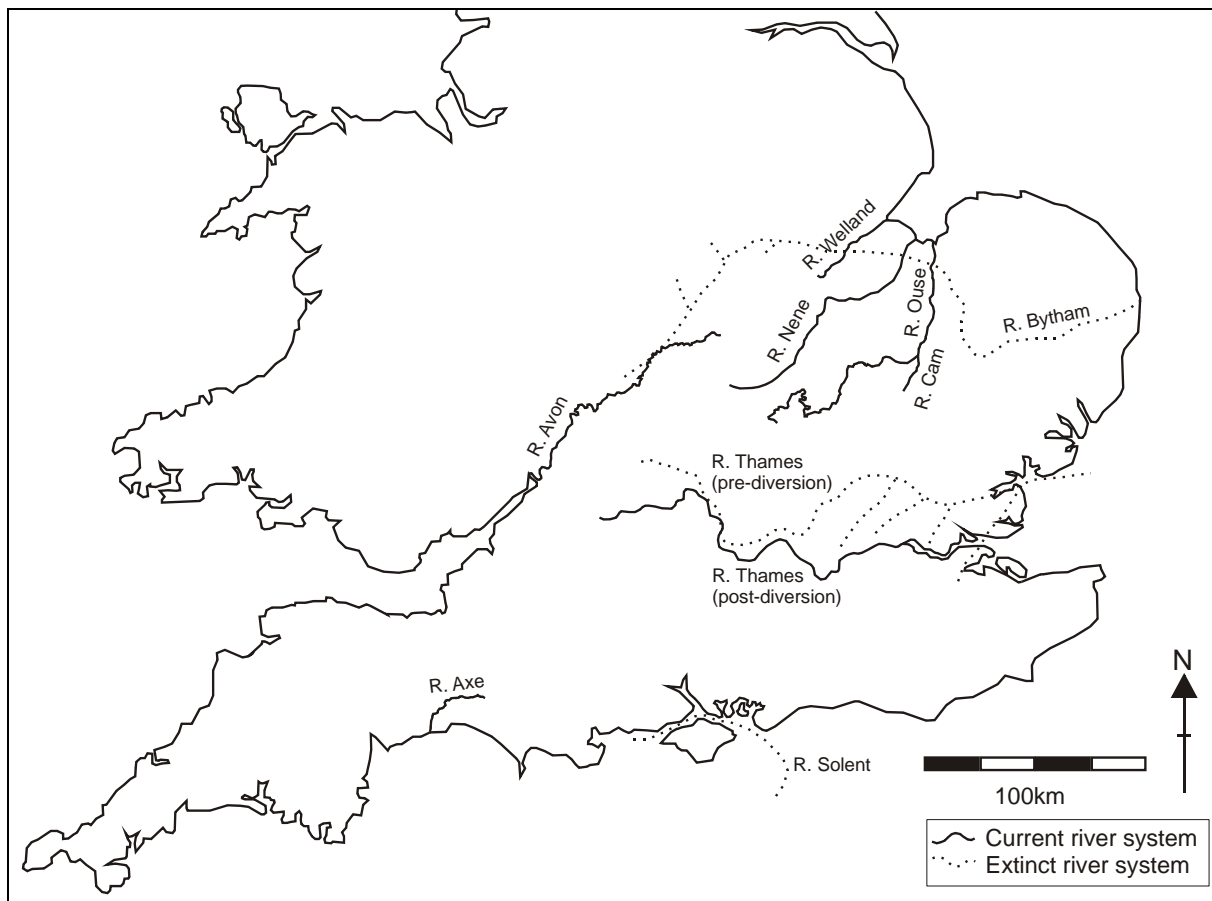 R. Welland
R. Nene
R. Ouse
R. Cam
R. Bytham
R. Avon
R. Thames
(pre-diversion)
R. Thames
(post-diversion)
R. Axe
R. Solent
N
100km
Current river system
Extinct river system